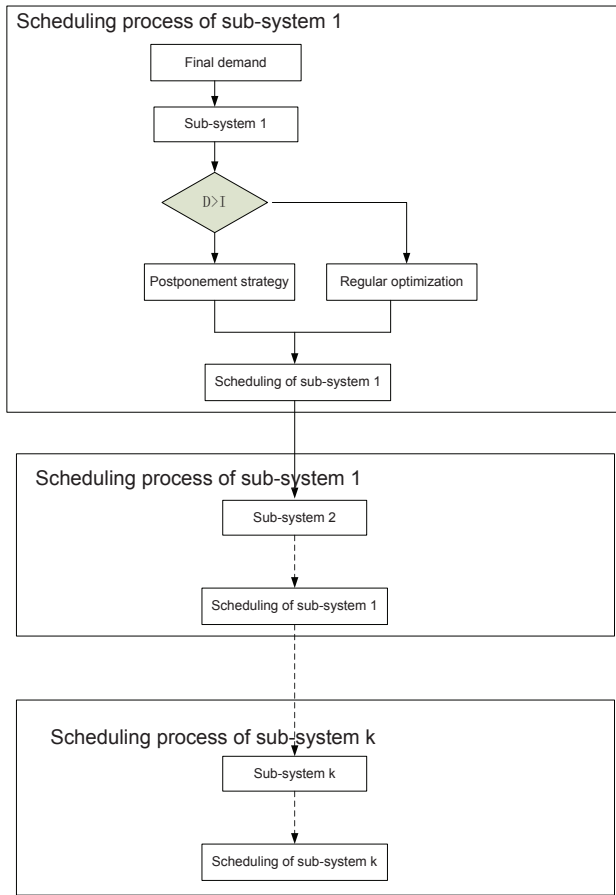 Scheduling process of sub-system 1
Final demand
Sub-system 1
D>I
Postponement strategy
Regular optimization
Scheduling of sub-system 1
Scheduling process of sub-system 1
Sub-system 2
Scheduling of sub-system 1
Scheduling process of sub-system k
Sub-system k
Scheduling of sub-system k